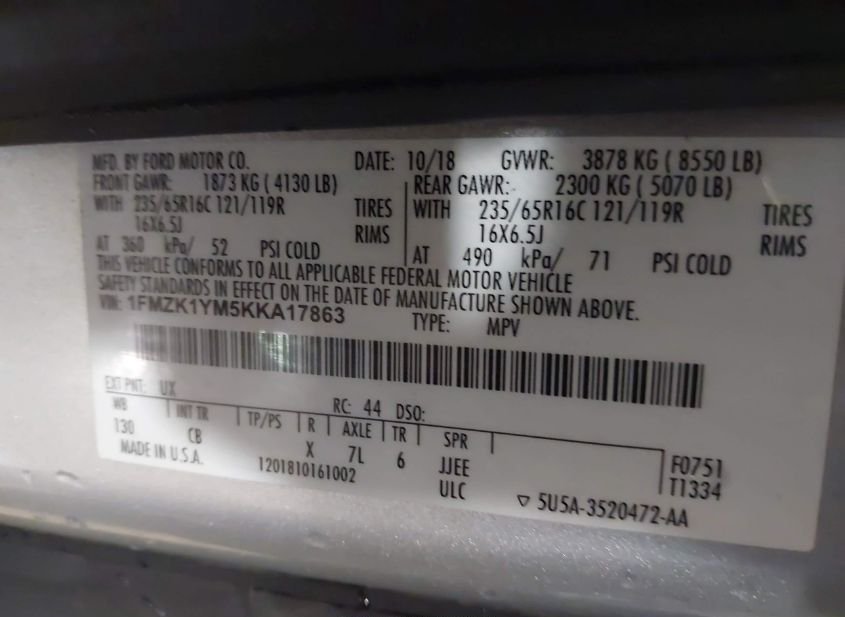 MFD. BY FORD MOTOR CO. DATE: 10/18 GVWR: 3878 KG ( 8550 LB)
FRONT GAWR: 1873 KG ( 4130 LB) REAR GAWR: 2300 KG ( 5070 LB)
WITH 235/65R16C 121/119R TIRES WITH 235/65R16C 121/119R TIRES
16X6.5J RIMS 16X6.5J RIMS
AT 360 kPa/ 52 PSI COLD AT 490 kPa/ 71 PSI COLD
THIS VEHICLE CONFORMS TO ALL APPLICABLE FEDERAL MOTOR VEHICLE
SAFETY STANDARDS IN EFFECT ON THE DATE OF MANUFACTURE SHOWN ABOVE.
VIN: 1FMZK1YM5KKA17863 TYPE: MPV
EXT PNT: UX RC: 44 DSO:
WB INT TR TP/PS R AXLE TR SPR
130 CB X 7L 6 JJEE F0751
MADE IN U.S.A. 1201810161002 ULC T1334
5U5A-3520472-AA